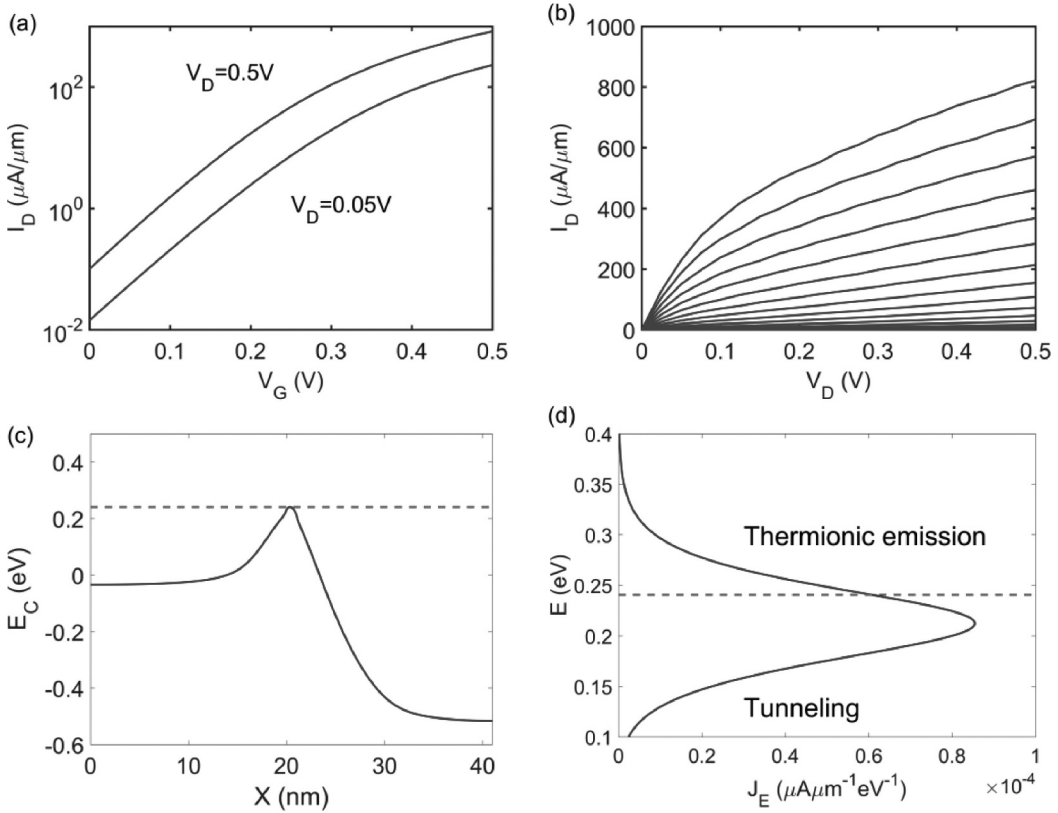 (a)
V_D=0.5V
V_D=0.05V
I_D (μA/μm)
10^2
10^0
10^-2
0 0.1 0.2 0.3 0.4 0.5
V_G (V)
(b)
I_D (μA/μm)
1000
800
600
400
200
0
0 0.1 0.2 0.3 0.4 0.5
V_D (V)
(c)
E_C (eV)
0.4
0.2
0
-0.2
-0.4
-0.6
0 10 20 30 40
X (nm)
(d)
Thermionic emission
Tunneling
E (eV)
0.4
0.35
0.3
0.25
0.2
0.15
0.1
0 0.2 0.4 0.6 0.8 1
J_E (μAμm^-1eV^-1)
×10^-4